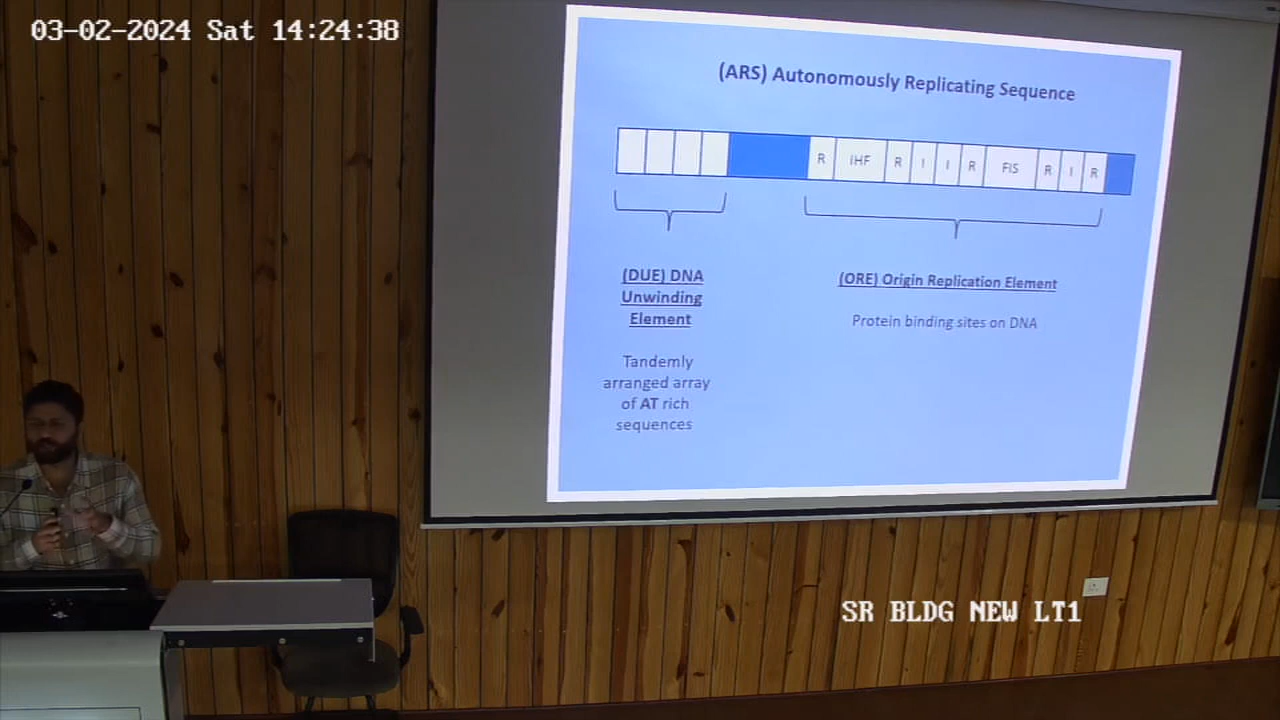 03-02-2024 Sat 14:24:38
(ARS) Autonomously Replicating Sequence
R IHF R I I R FIS R I R
(DUE) DNA
Unwinding
Element
Tandemly
arranged array
of AT rich
sequences
(ORE) Origin Replication Element
Protein binding sites on DNA
SR BLDG NEW LT1